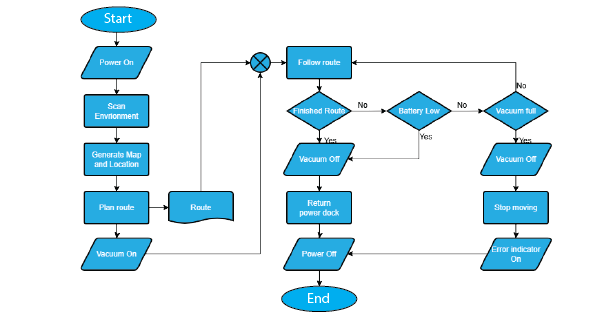 Start
Power On
Scan
Environment
Generate Map
and Location
Plan route
Route
Vacuum On
Follow route
Finished Route
No
Battery Low
No
Vacuum full
No
Yes
Yes
Yes
Vacuum Off
Vacuum Off
Return
power dock
Stop moving
Power Off
Error indicator
On
End